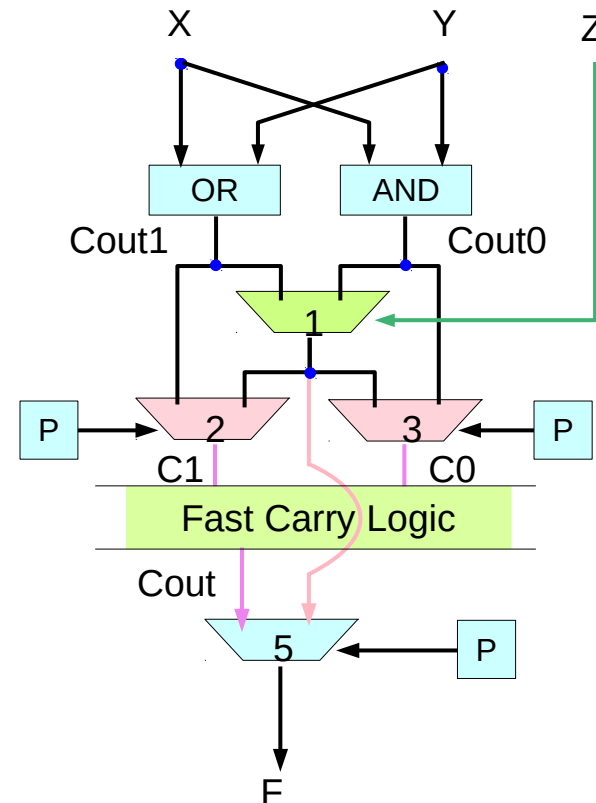 X Y Z
OR AND
Cout1 Cout0
1
P 2 3 P
C1 C0
Fast Carry Logic
Cout
5 P
F